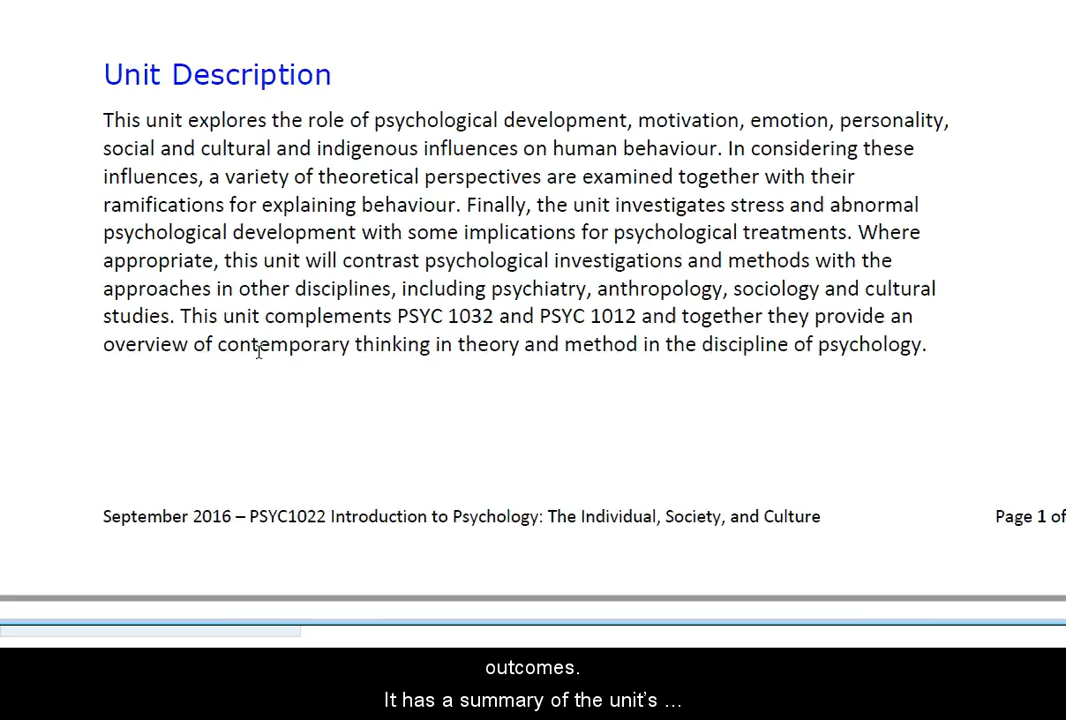 Unit Description
This unit explores the role of psychological development, motivation, emotion, personality,
social and cultural and indigenous influences on human behaviour. In considering these
influences, a variety of theoretical perspectives are examined together with their
ramifications for explaining behaviour. Finally, the unit investigates stress and abnormal
psychological development with some implications for psychological treatments. Where
appropriate, this unit will contrast psychological investigations and methods with the
approaches in other disciplines, including psychiatry, anthropology, sociology and cultural
studies. This unit complements PSYC 1032 and PSYC 1012 and together they provide an
overview of contemporary thinking in theory and method in the discipline of psychology.
September 2016 – PSYC1022 Introduction to Psychology: The Individual, Society, and Culture Page 1 of
outcomes.
It has a summary of the unit's ...